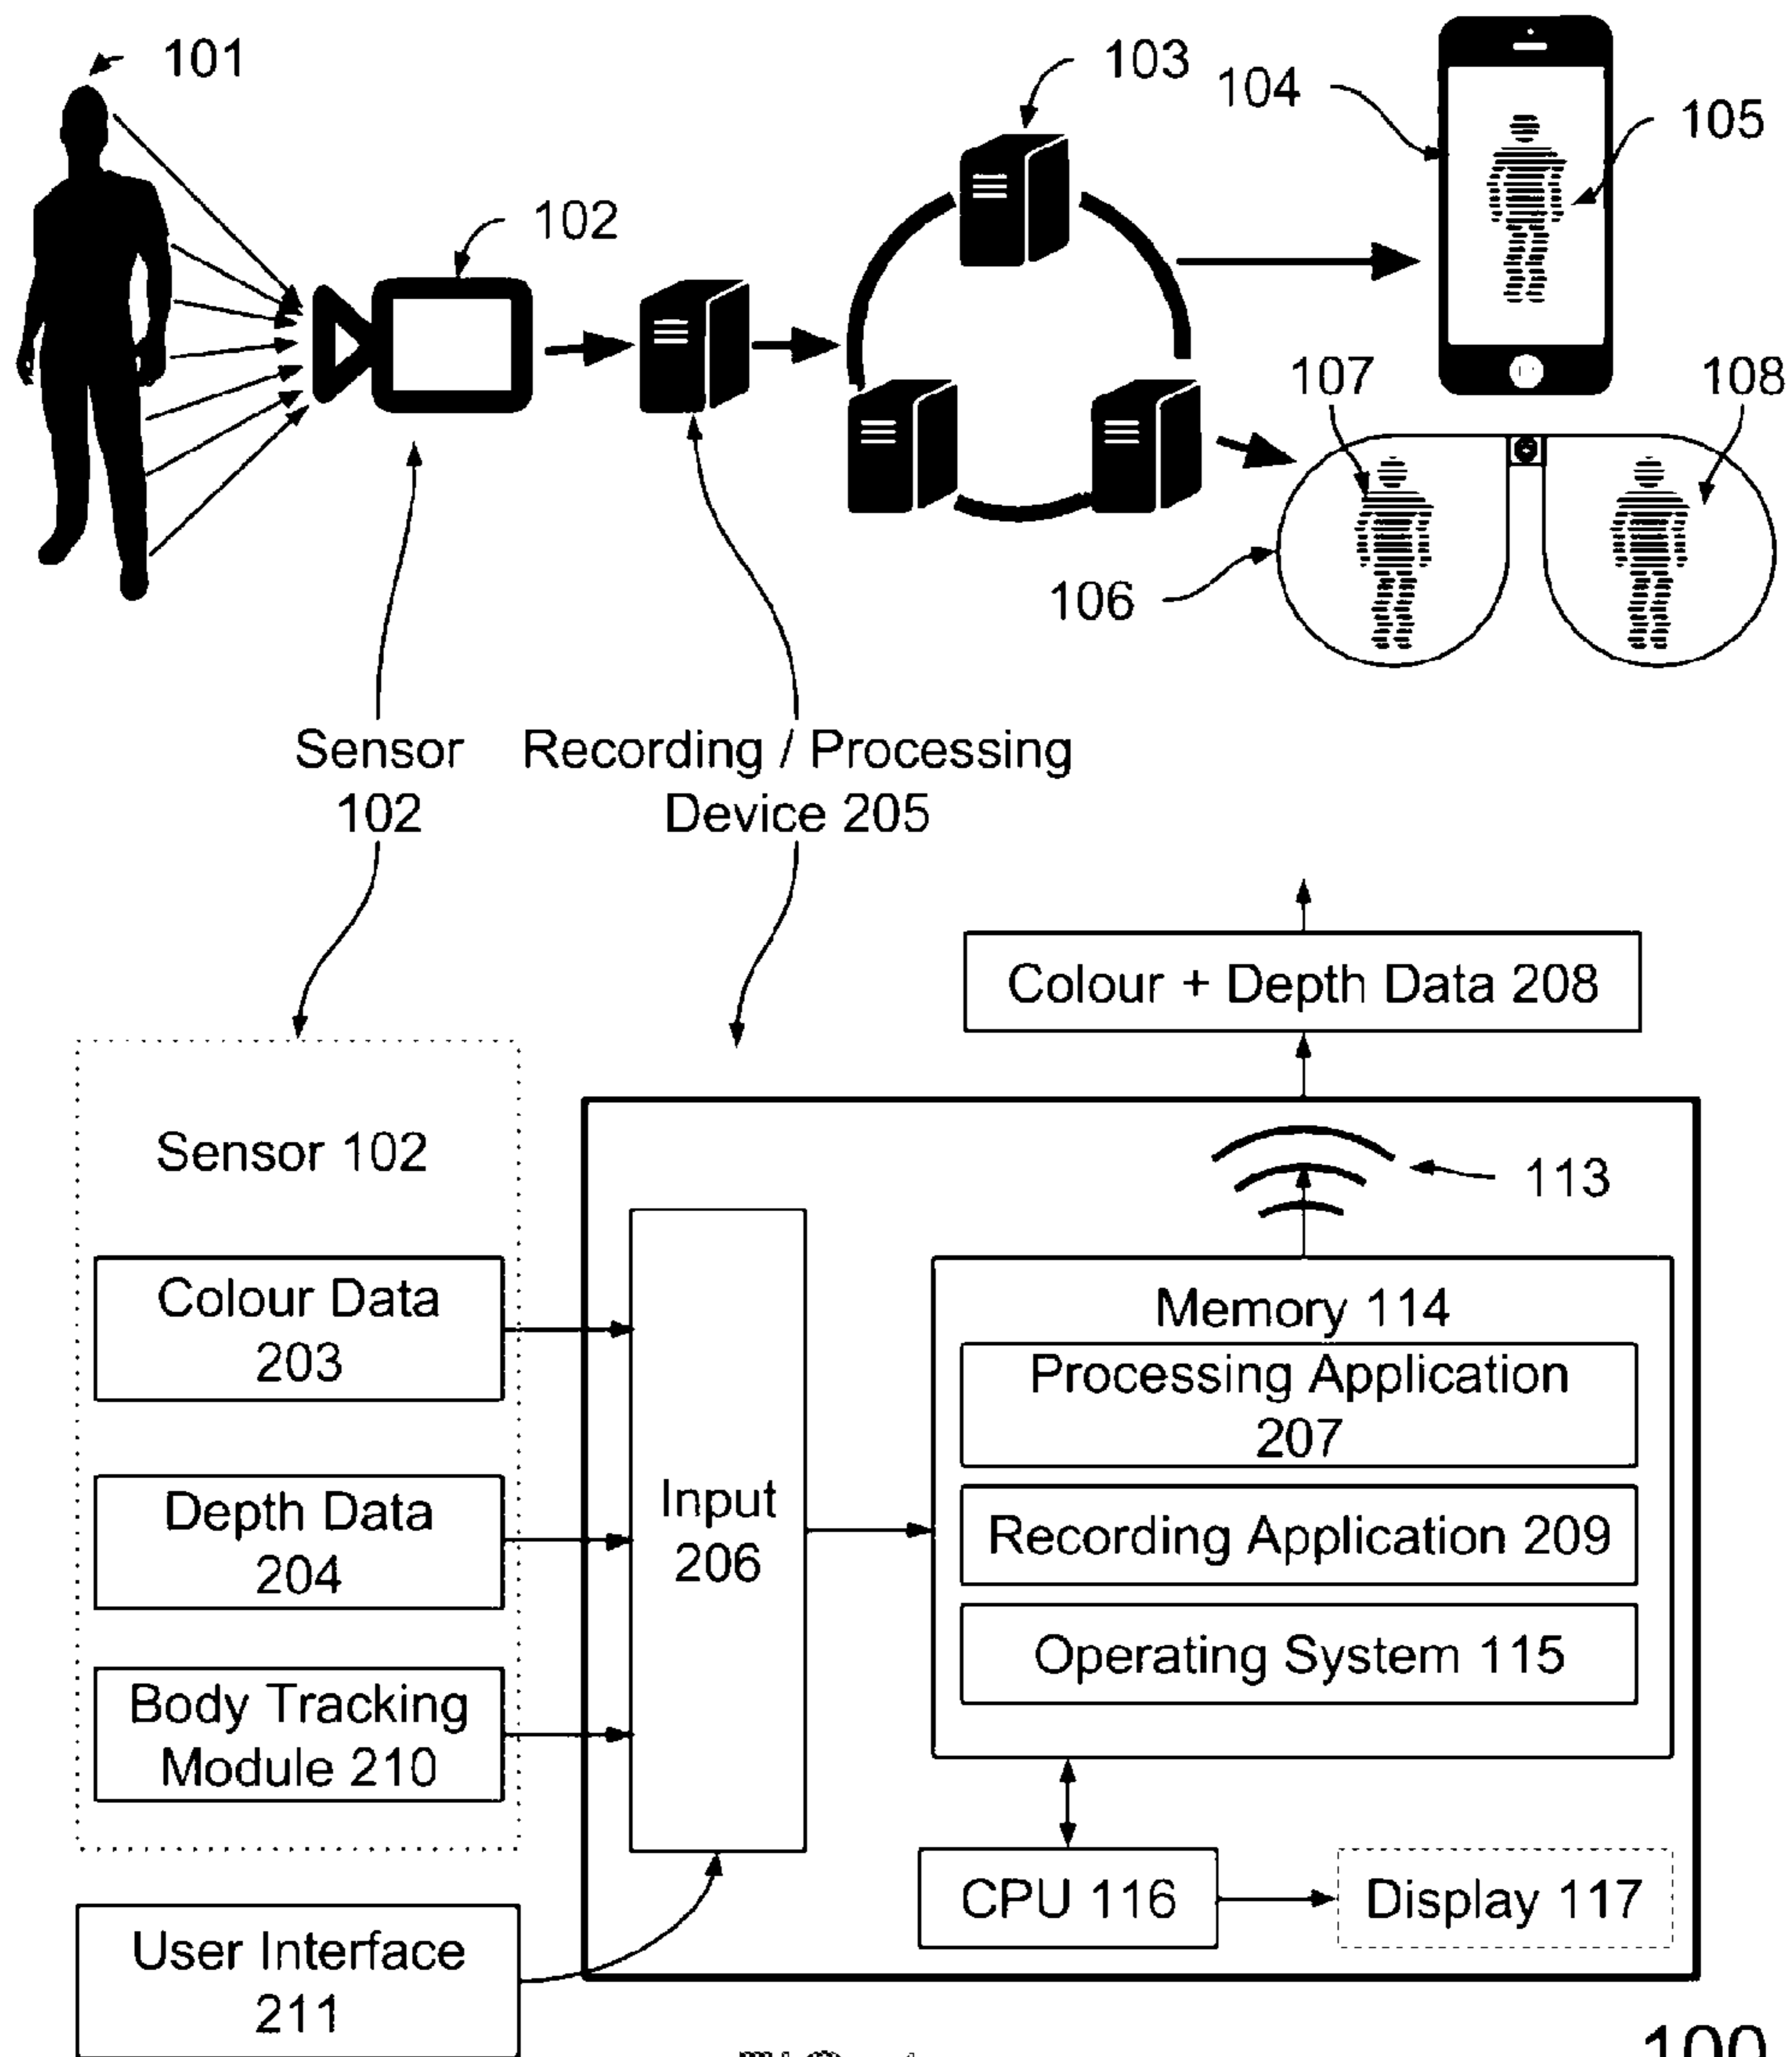 101
103
104
105
102
107
108
106
Sensor
102
Recording / Processing
Device 205
Colour + Depth Data 208
Sensor 102
113
Colour Data
203
Memory 114
Processing Application
207
Depth Data
204
Input
206
Recording Application 209
Operating System 115
Body Tracking
Module 210
CPU 116
Display 117
User Interface
211
100